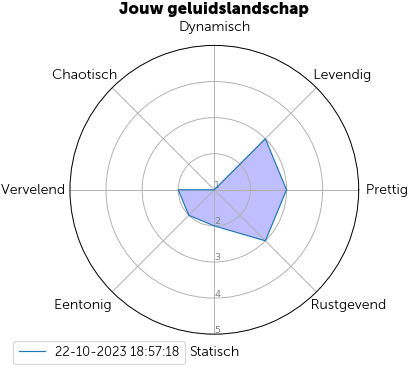 Jouw geluidslandschap
Dynamisch
Chaotisch
Levendig
Vervelend
1
Prettig
2
3
4
Eentonig
Rustgevend
5
22-10-2023 18:57:18
Statisch